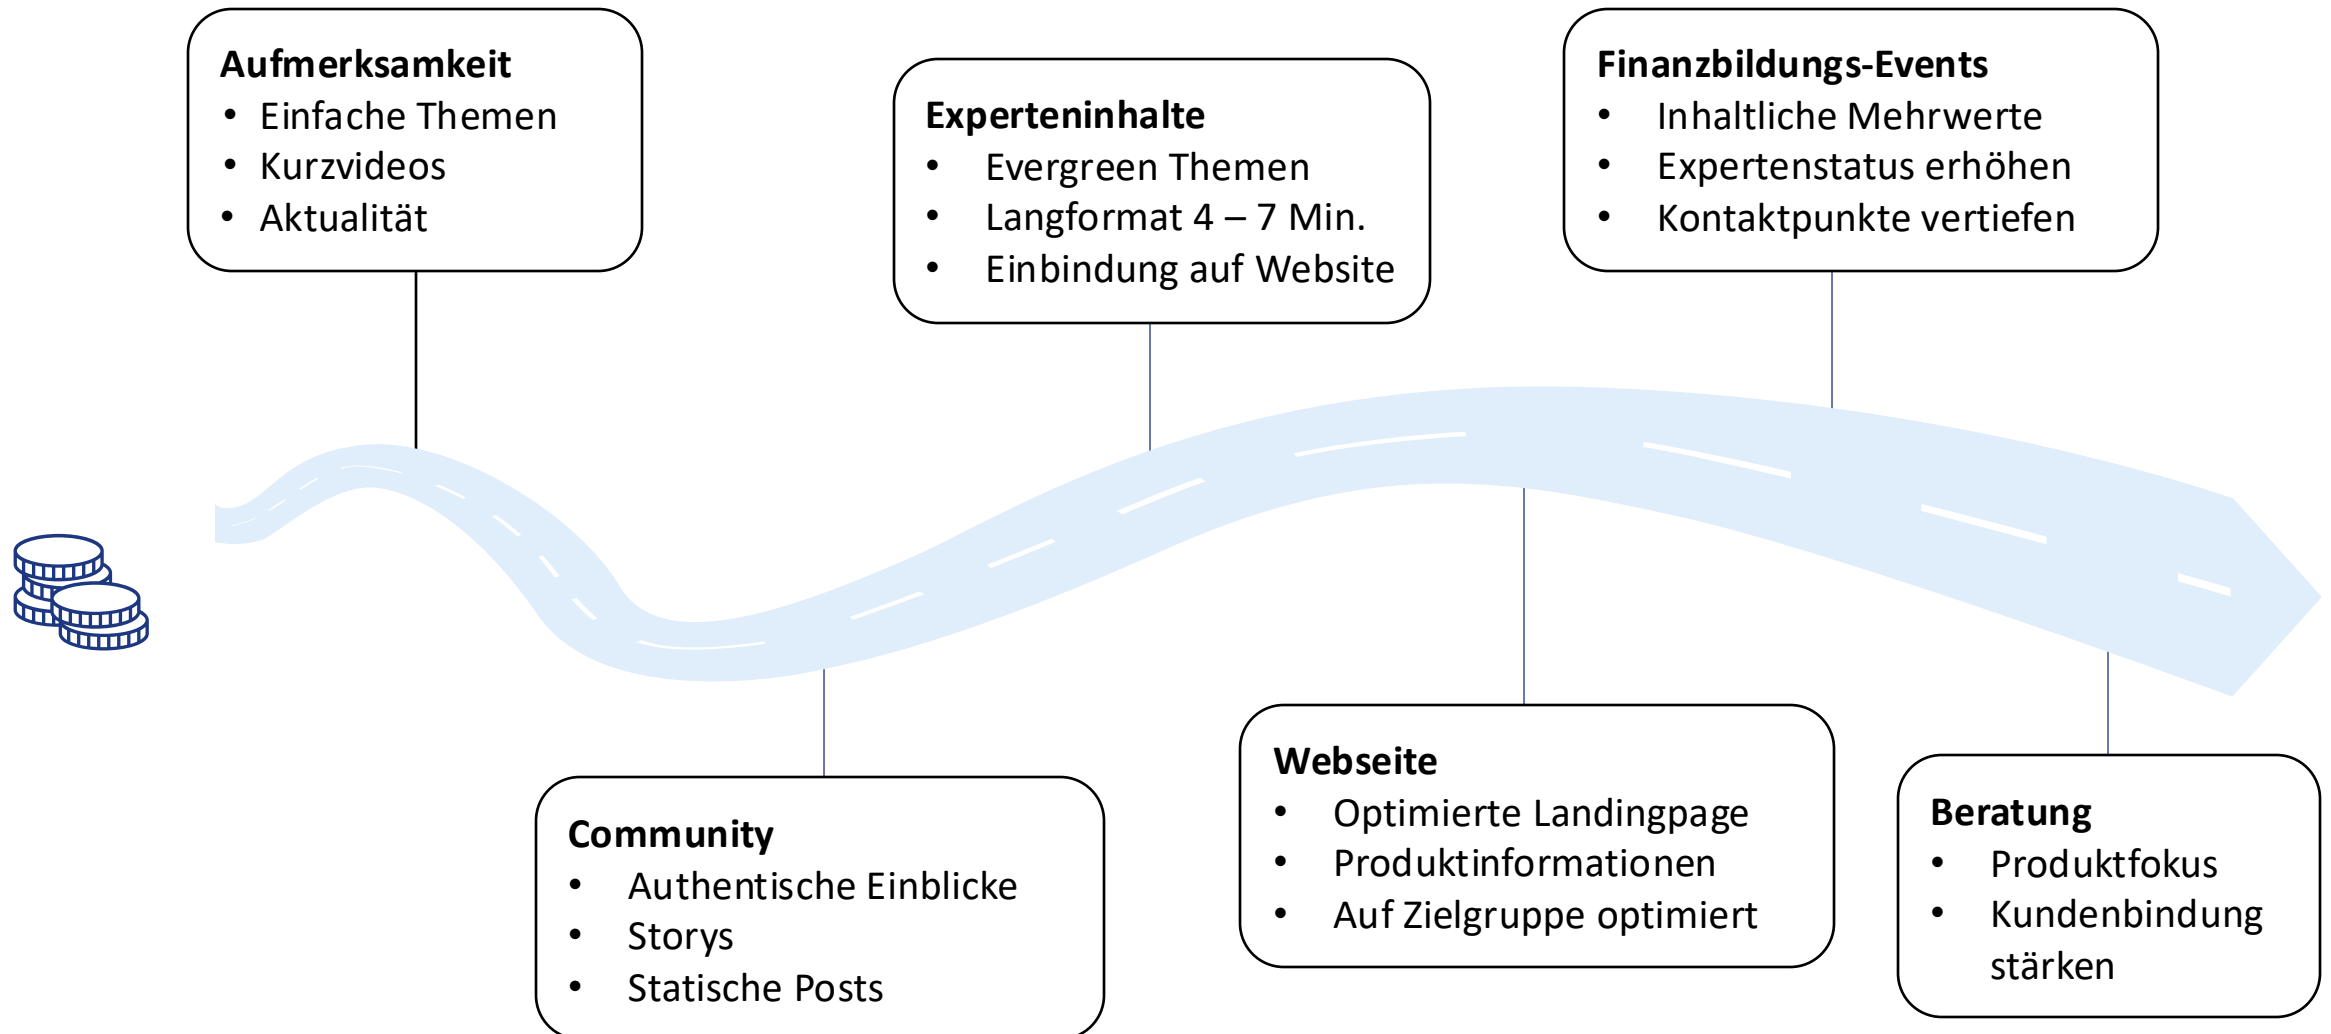 Aufmerksamkeit
• Einfache Themen
• Kurzvideos
• Aktualität
Community
• Authentische Einblicke
• Storys
• Statische Posts
Experteninhalte
• Evergreen Themen
• Langformat 4 – 7 Min.
• Einbindung auf Website
Webseite
• Optimierte Landingpage
• Produktinformationen
• Auf Zielgruppe optimiert
Finanzbildungs-Events
• Inhaltliche Mehrwerte
• Expertenstatus erhöhen
• Kontaktpunkte vertiefen
Beratung
• Produktfokus
• Kundenbindung
stärken